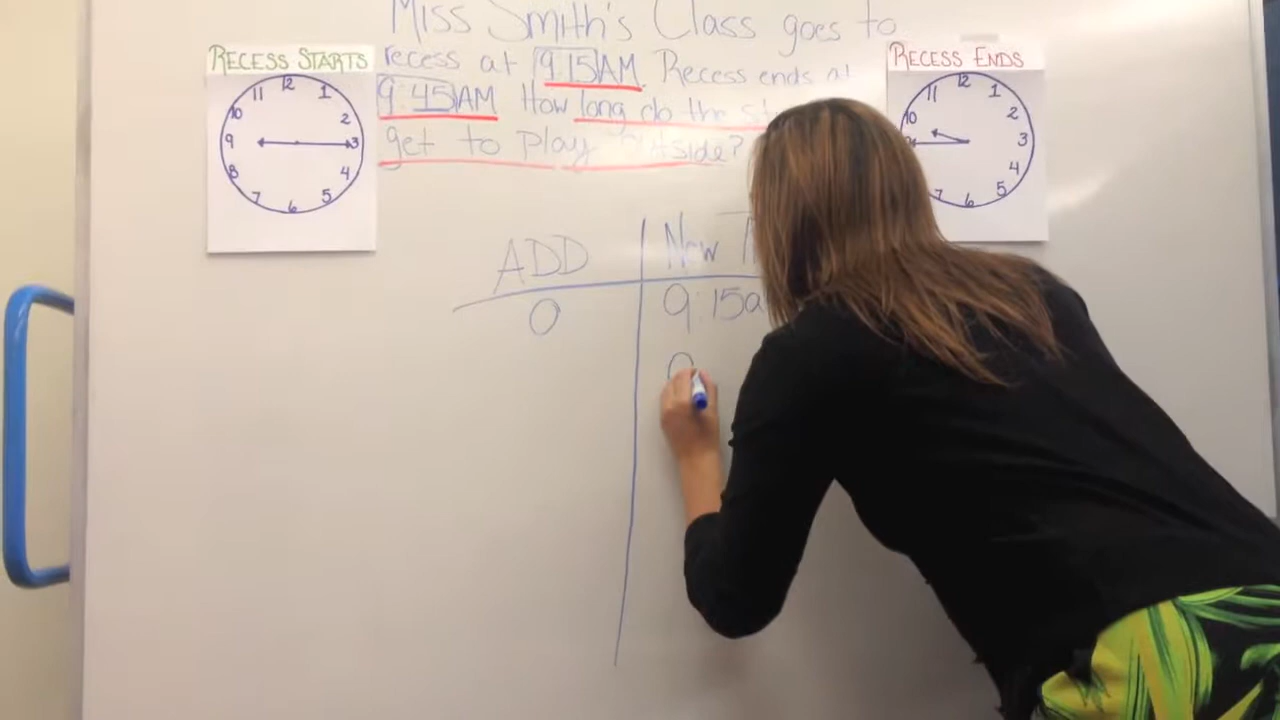 Miss Smith's Class goes to
RECESS STARTS
recess at 9:15AM. Recess ends at
RECESS ENDS
9:45AM How long do the
get to play
ADD
New
0
9:15a
12
1
2
3
4
5
6
7
8
9
10
11
12
1
2
3
4
5
6
7
10
11